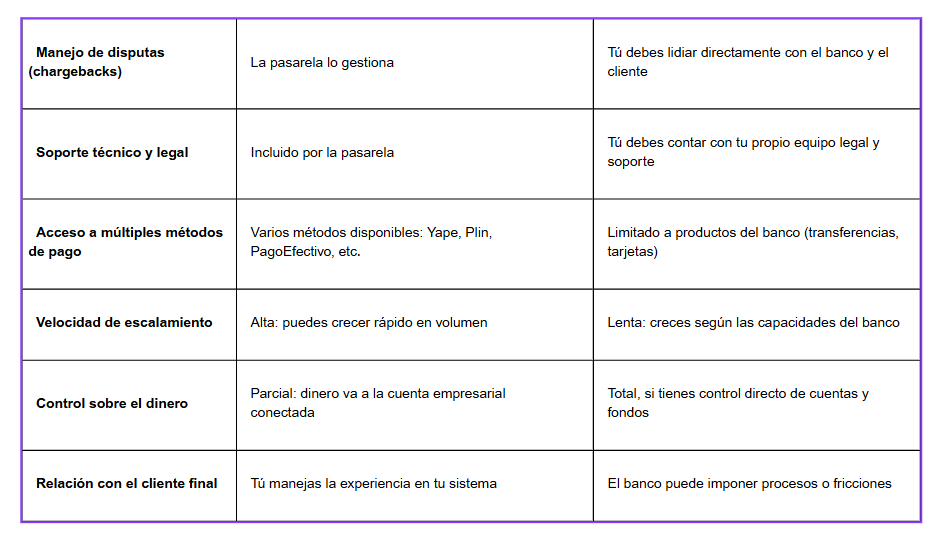 Manejo de disputas
(chargebacks)
La pasarela lo gestiona
Tú debes lidiar directamente con el banco y el
cliente
Soporte técnico y legal
Incluido por la pasarela
Tú debes contar con tu propio equipo legal y
soporte
Acceso a múltiples métodos
de pago
Varios métodos disponibles: Yape, Plin,
PagoEfectivo, etc.
Limitado a productos del banco (transferencias,
tarjetas)
Velocidad de escalamiento
Alta: puedes crecer rápido en volumen
Lenta: creces según las capacidades del banco
Control sobre el dinero
Parcial: dinero va a la cuenta empresarial
conectada
Total, si tienes control directo de cuentas y
fondos
Relación con el cliente final
Tú manejas la experiencia en tu sistema
El banco puede imponer procesos o fricciones